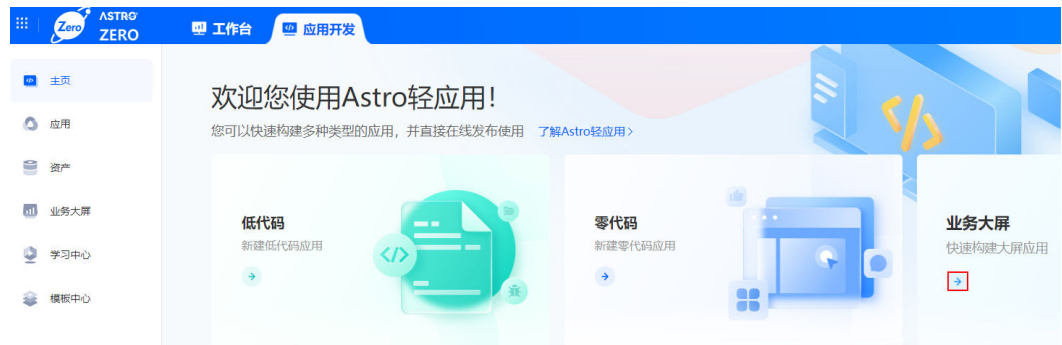 Zero
ASTRO
ZERO
工作台
应用开发
主页
应用
资产
业务大屏
学习中心
模板中心
欢迎您使用Astro轻应用！
您可以快速构建多种类型的应用，并直接在线发布使用 了解Astro轻应用>
低代码
新建低代码应用
零代码
新建零代码应用
业务大屏
快速构建大屏应用